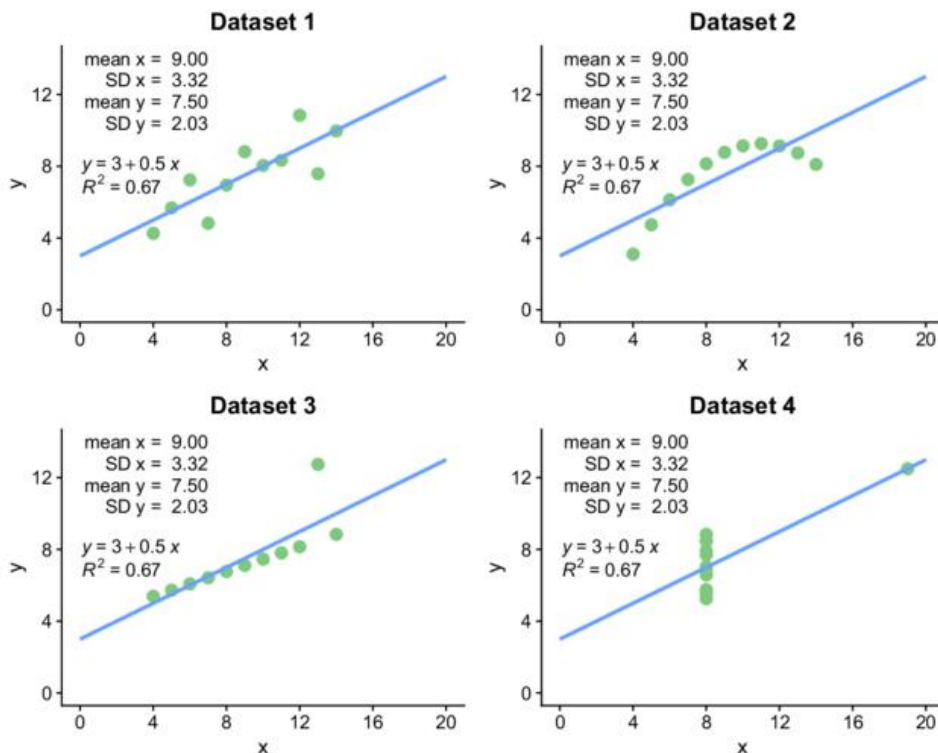 Dataset 1
mean x = 9.00
SD x = 3.32
mean y = 7.50
SD y = 2.03
y = 3 + 0.5 x
R² = 0.67
12
8
4
0
y
0 4 8 12 16 20
x
Dataset 2
mean x = 9.00
SD x = 3.32
mean y = 7.50
SD y = 2.03
y = 3 + 0.5 x
R² = 0.67
12
8
4
0
y
0 4 8 12 16 20
x
Dataset 3
mean x = 9.00
SD x = 3.32
mean y = 7.50
SD y = 2.03
y = 3 + 0.5 x
R² = 0.67
12
8
4
0
y
0 4 8 12 16 20
x
Dataset 4
mean x = 9.00
SD x = 3.32
mean y = 7.50
SD y = 2.03
y = 3 + 0.5 x
R² = 0.67
12
8
4
0
y
0 4 8 12 16 20
x